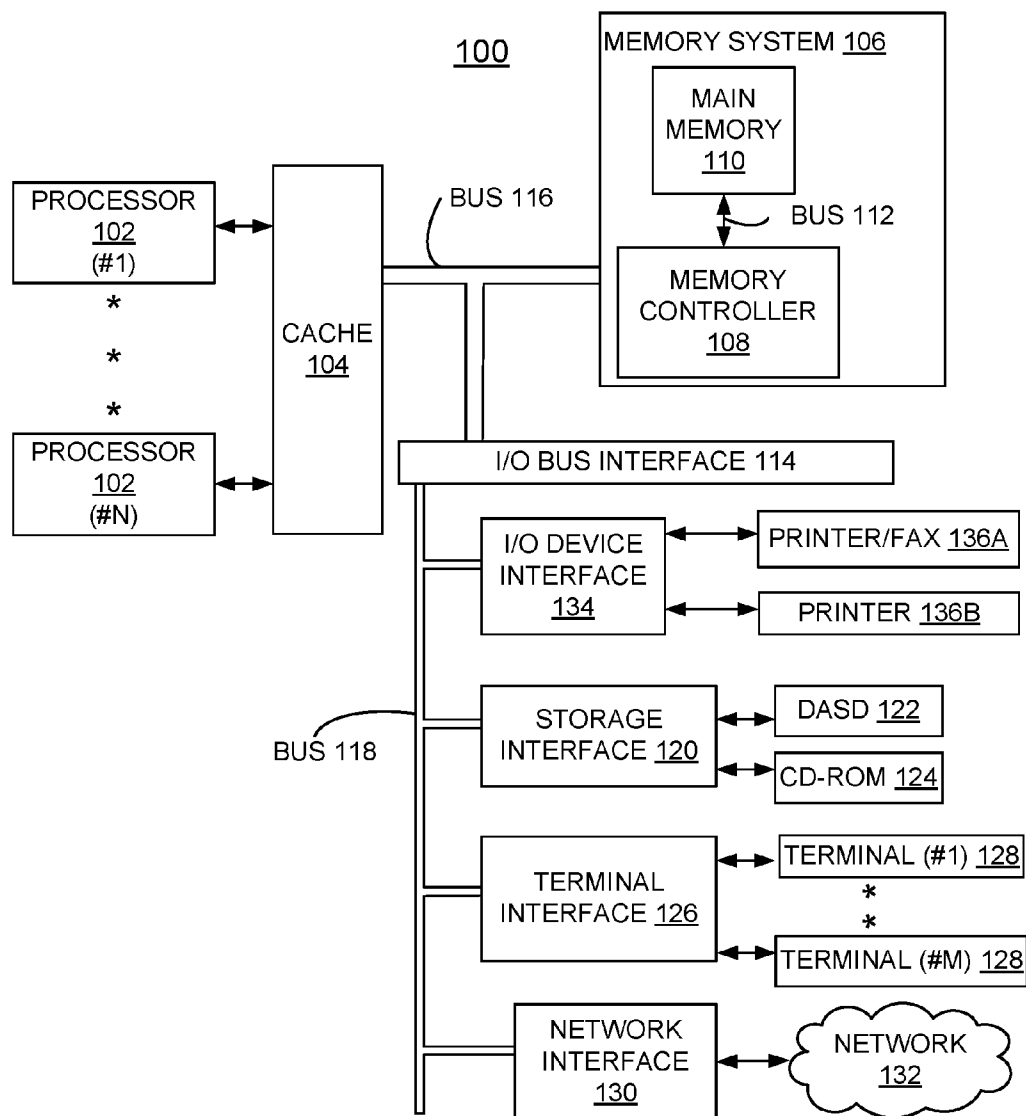 100
MEMORY SYSTEM 106
MAIN
MEMORY
110
BUS 112
MEMORY
CONTROLLER
108
BUS 116
PROCESSOR
102
(#1)
*
*
*
PROCESSOR
102
(#N)
CACHE
104
I/O BUS INTERFACE 114
I/O DEVICE
INTERFACE
134
PRINTER/FAX 136A
PRINTER 136B
BUS 118
STORAGE
INTERFACE 120
DASD 122
CD-ROM 124
TERMINAL
INTERFACE 126
TERMINAL (#1) 128
*
*
TERMINAL (#M) 128
NETWORK
INTERFACE
130
NETWORK
132